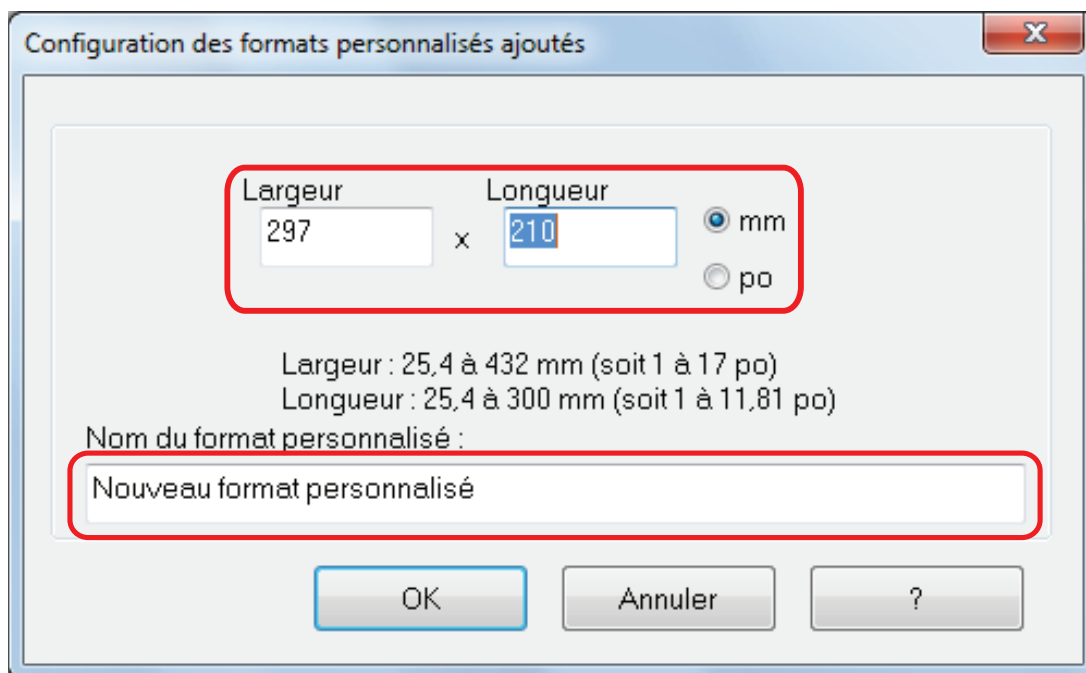 Configuration des formats personnalisés ajoutés
Largeur Longueur
297 x 210 mm
po
Largeur : 25,4 à 432 mm (soit 1 à 17 po)
Longueur : 25,4 à 300 mm (soit 1 à 11,81 po)
Nom du format personnalisé :
Nouveau format personnalisé
OK Annuler ?